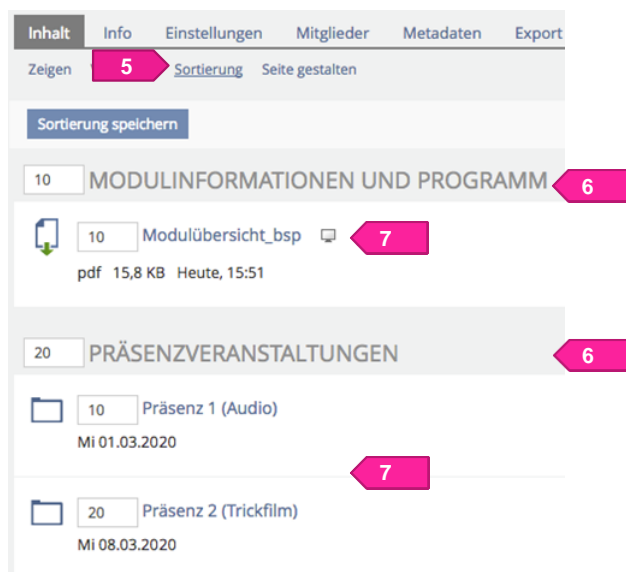 Inhalt Info Einstellungen Mitglieder Metadaten Export
Zeigen 5 Sortierung Seite gestalten
Sortierung speichern
10 MODULINFORMATIONEN UND PROGRAMM 6
10 Modulübersicht_bsp 7
pdf 15,8 KB Heute, 15:51
20 PRÄSENZVERANSTALTUNGEN 6
10 Präsenz 1 (Audio)
Mi 01.03.2020
7
20 Präsenz 2 (Trickfilm)
Mi 08.03.2020